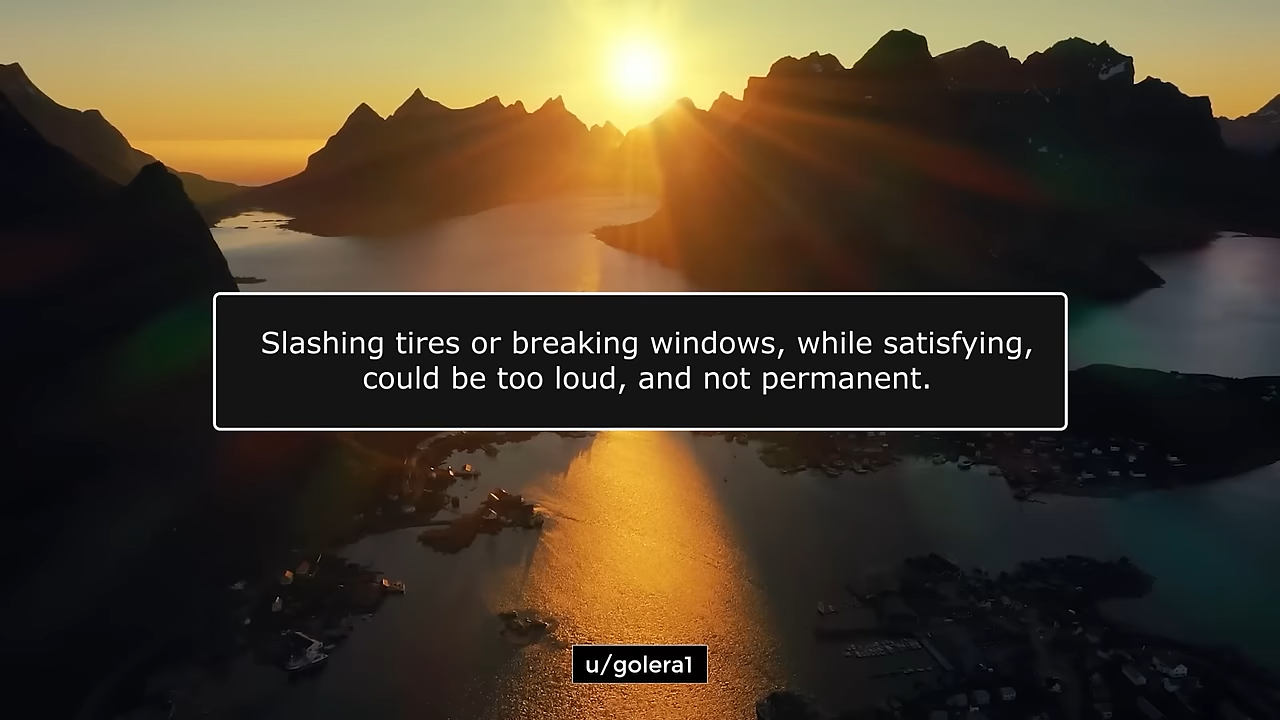 Slashing tires or breaking windows, while satisfying,
could be too loud, and not permanent.
u/golera1